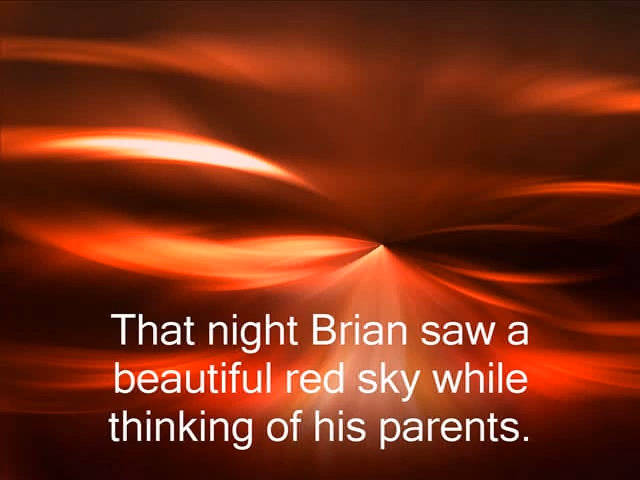 That night Brian saw a
beautiful red sky while
thinking of his parents.